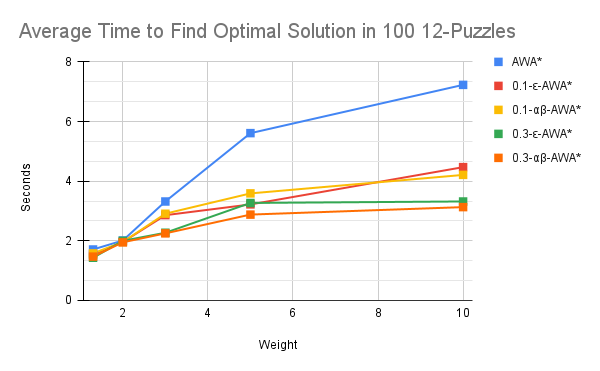 Average Time to Find Optimal Solution in 100 12-Puzzles
8
6
4
2
0
Seconds
2
4
6
8
10
Weight
AWA*
0.1-ε-AWA*
0.1-αβ-AWA*
0.3-ε-AWA*
0.3-αβ-AWA*